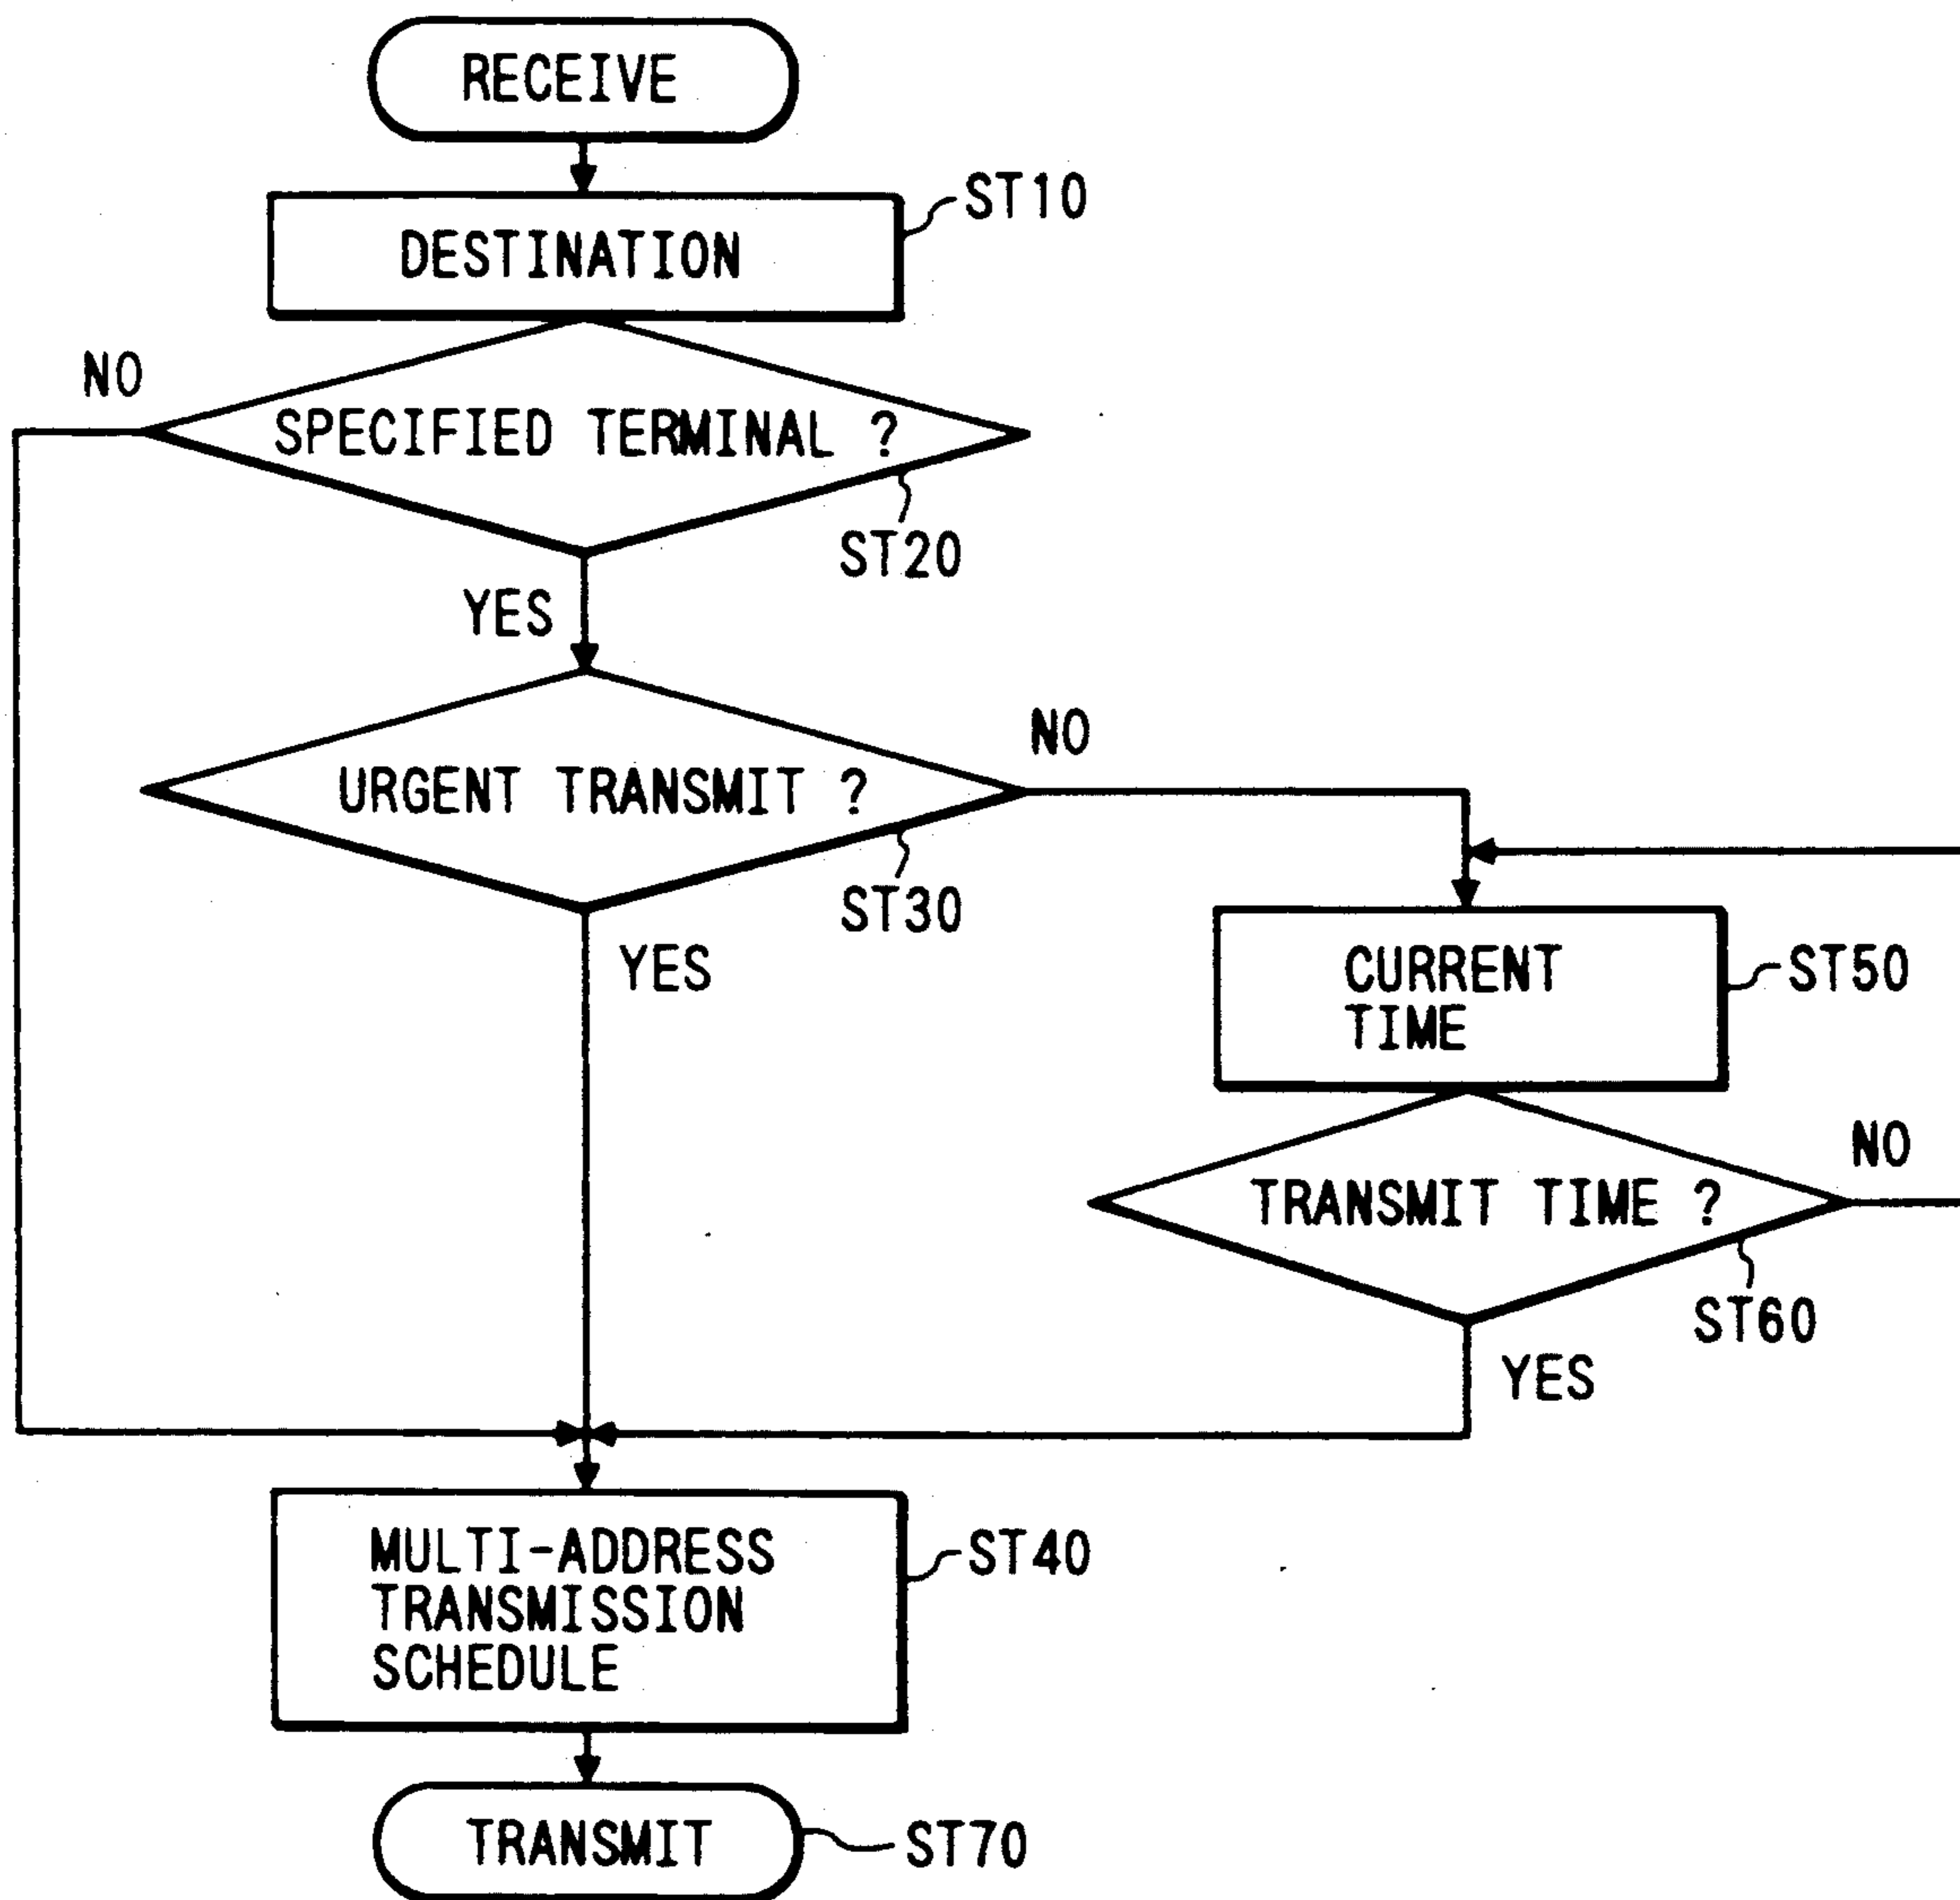 RECEIVE
ST10
DESTINATION
NO
SPECIFIED TERMINAL ?
ST20
YES
NO
URGENT TRANSMIT ?
ST30
YES
CURRENT
TIME
ST50
NO
TRANSMIT TIME ?
ST60
YES
MULTI-ADDRESS
TRANSMISSION
SCHEDULE
ST40
TRANSMIT
ST70